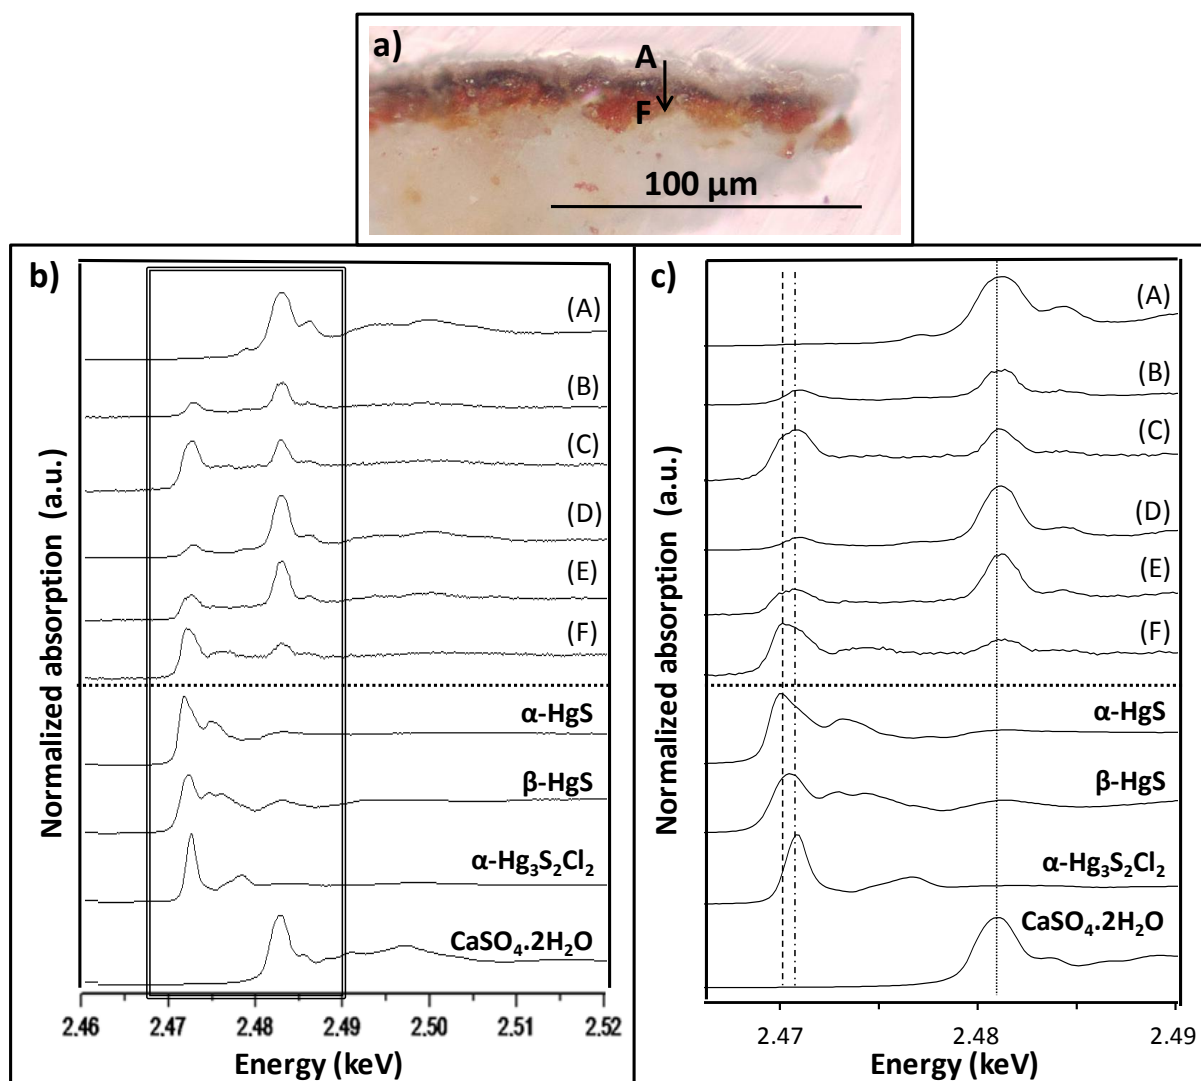 a)
A
F
100 µm
b)
(A)
(B)
(C)
(D)
(E)
(F)
α-HgS
β-HgS
α-Hg₃S₂Cl₂
CaSO₄.2H₂O
Normalized absorption (a.u.)
2.46 2.47 2.48 2.49 2.50 2.51 2.52
Energy (keV)
c)
(A)
(B)
(C)
(D)
(E)
(F)
α-HgS
β-HgS
α-Hg₃S₂Cl₂
CaSO₄.2H₂O
Normalized absorption (a.u.)
2.47 2.48 2.49
Energy (keV)